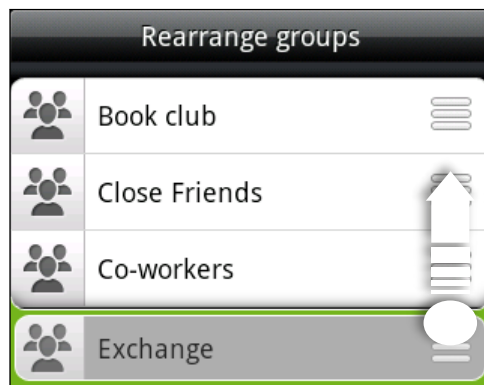 Rearrange groups
Book club
Close Friends
Co-workers
Exchange